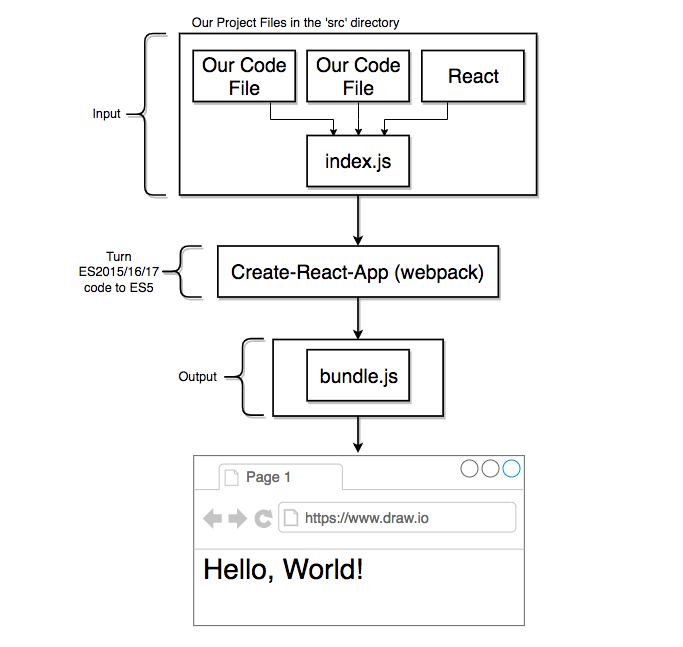 Our Project Files in the 'src' directory
Our Code
File
Our Code
File
React
Input
index.js
Turn
ES2015/16/17
code to ES5
Create-React-App (webpack)
Output
bundle.js
Page 1
https://www.draw.io
Hello, World!